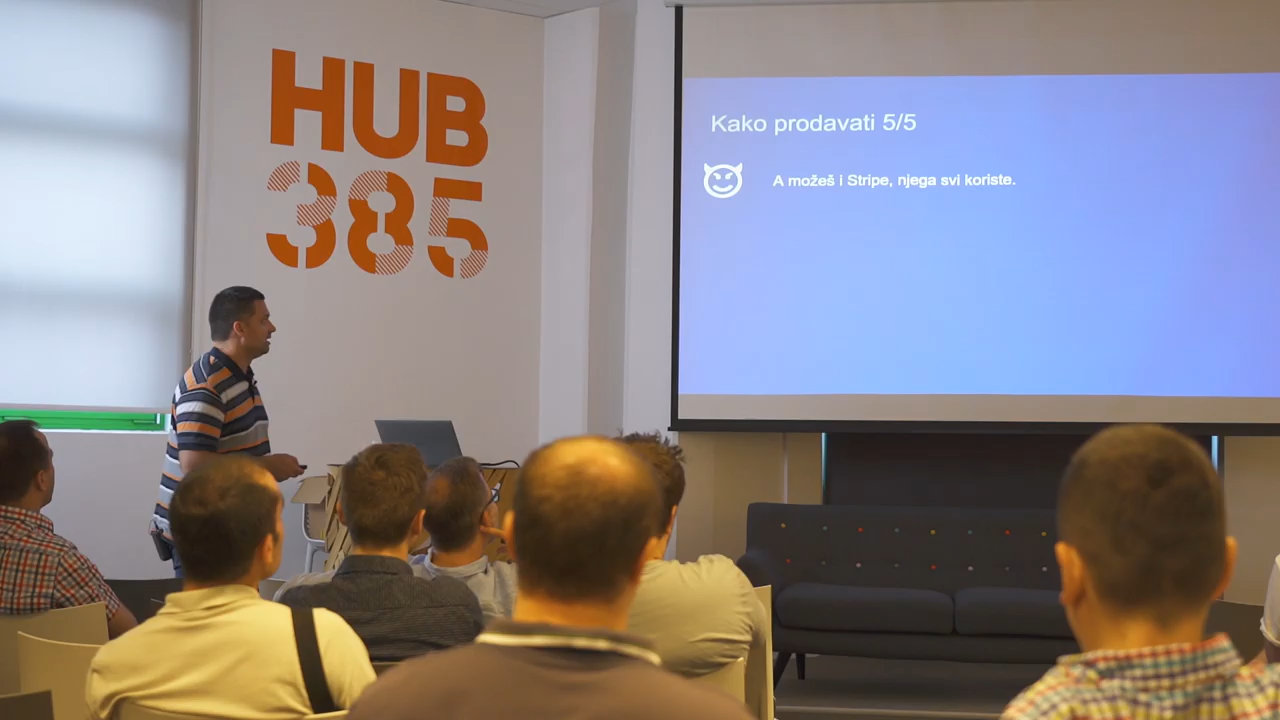 HUB
385
Kako prodavati 5/5
A možeš i Stripe, njega svi koriste.